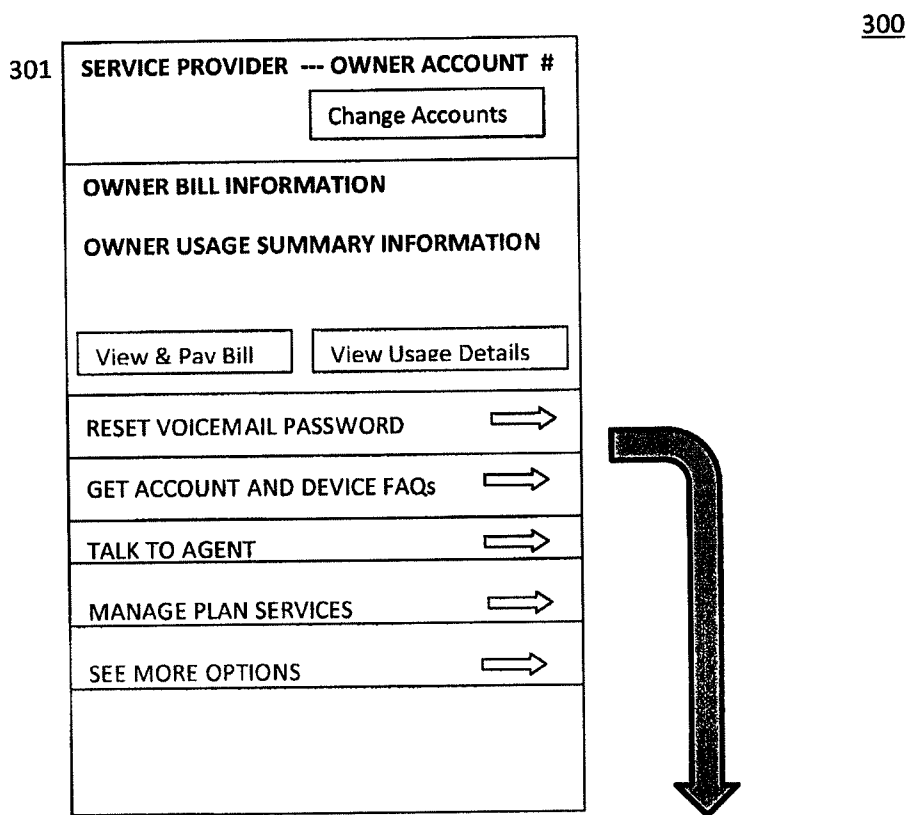 300
301 SERVICE PROVIDER --- OWNER ACCOUNT #
Change Accounts
OWNER BILL INFORMATION
OWNER USAGE SUMMARY INFORMATION
View & Pay Bill View Usage Details
RESET VOICEMAIL PASSWORD
GET ACCOUNT AND DEVICE FAQs
TALK TO AGENT
MANAGE PLAN SERVICES
SEE MORE OPTIONS